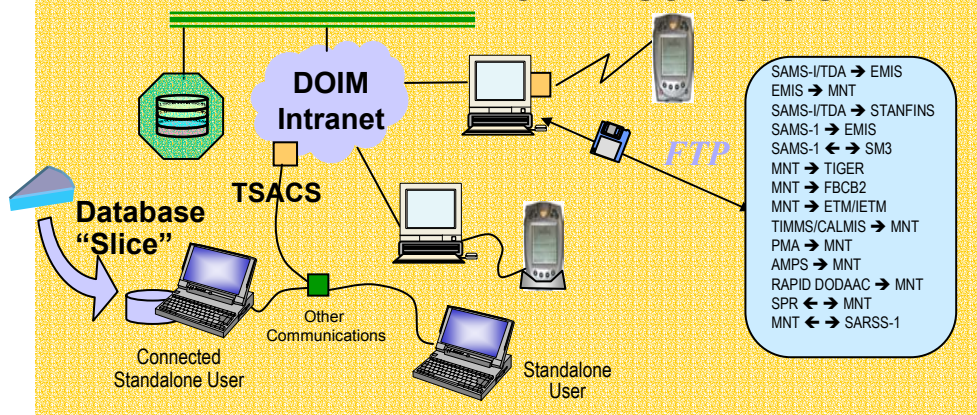 DOIM
Intranet
TSACS
Database
“Slice”
Other
Communications
Connected
Standalone User
Standalone
User
FTP
SAMS-I/TDA ➔ EMIS
EMIS ➔ MNT
SAMS-I/TDA ➔ STANFINS
SAMS-1 ➔ EMIS
SAMS-1 🡨 ➔ SM3
MNT ➔ TIGER
MNT ➔ FBCB2
MNT ➔ ETM/IETM
TIMMS/CALMIS ➔ MNT
PMA ➔ MNT
AMPS ➔ MNT
RAPID DODAAC ➔ MNT
SPR 🡨 ➔ MNT
MNT 🡨 ➔ SARSS-1